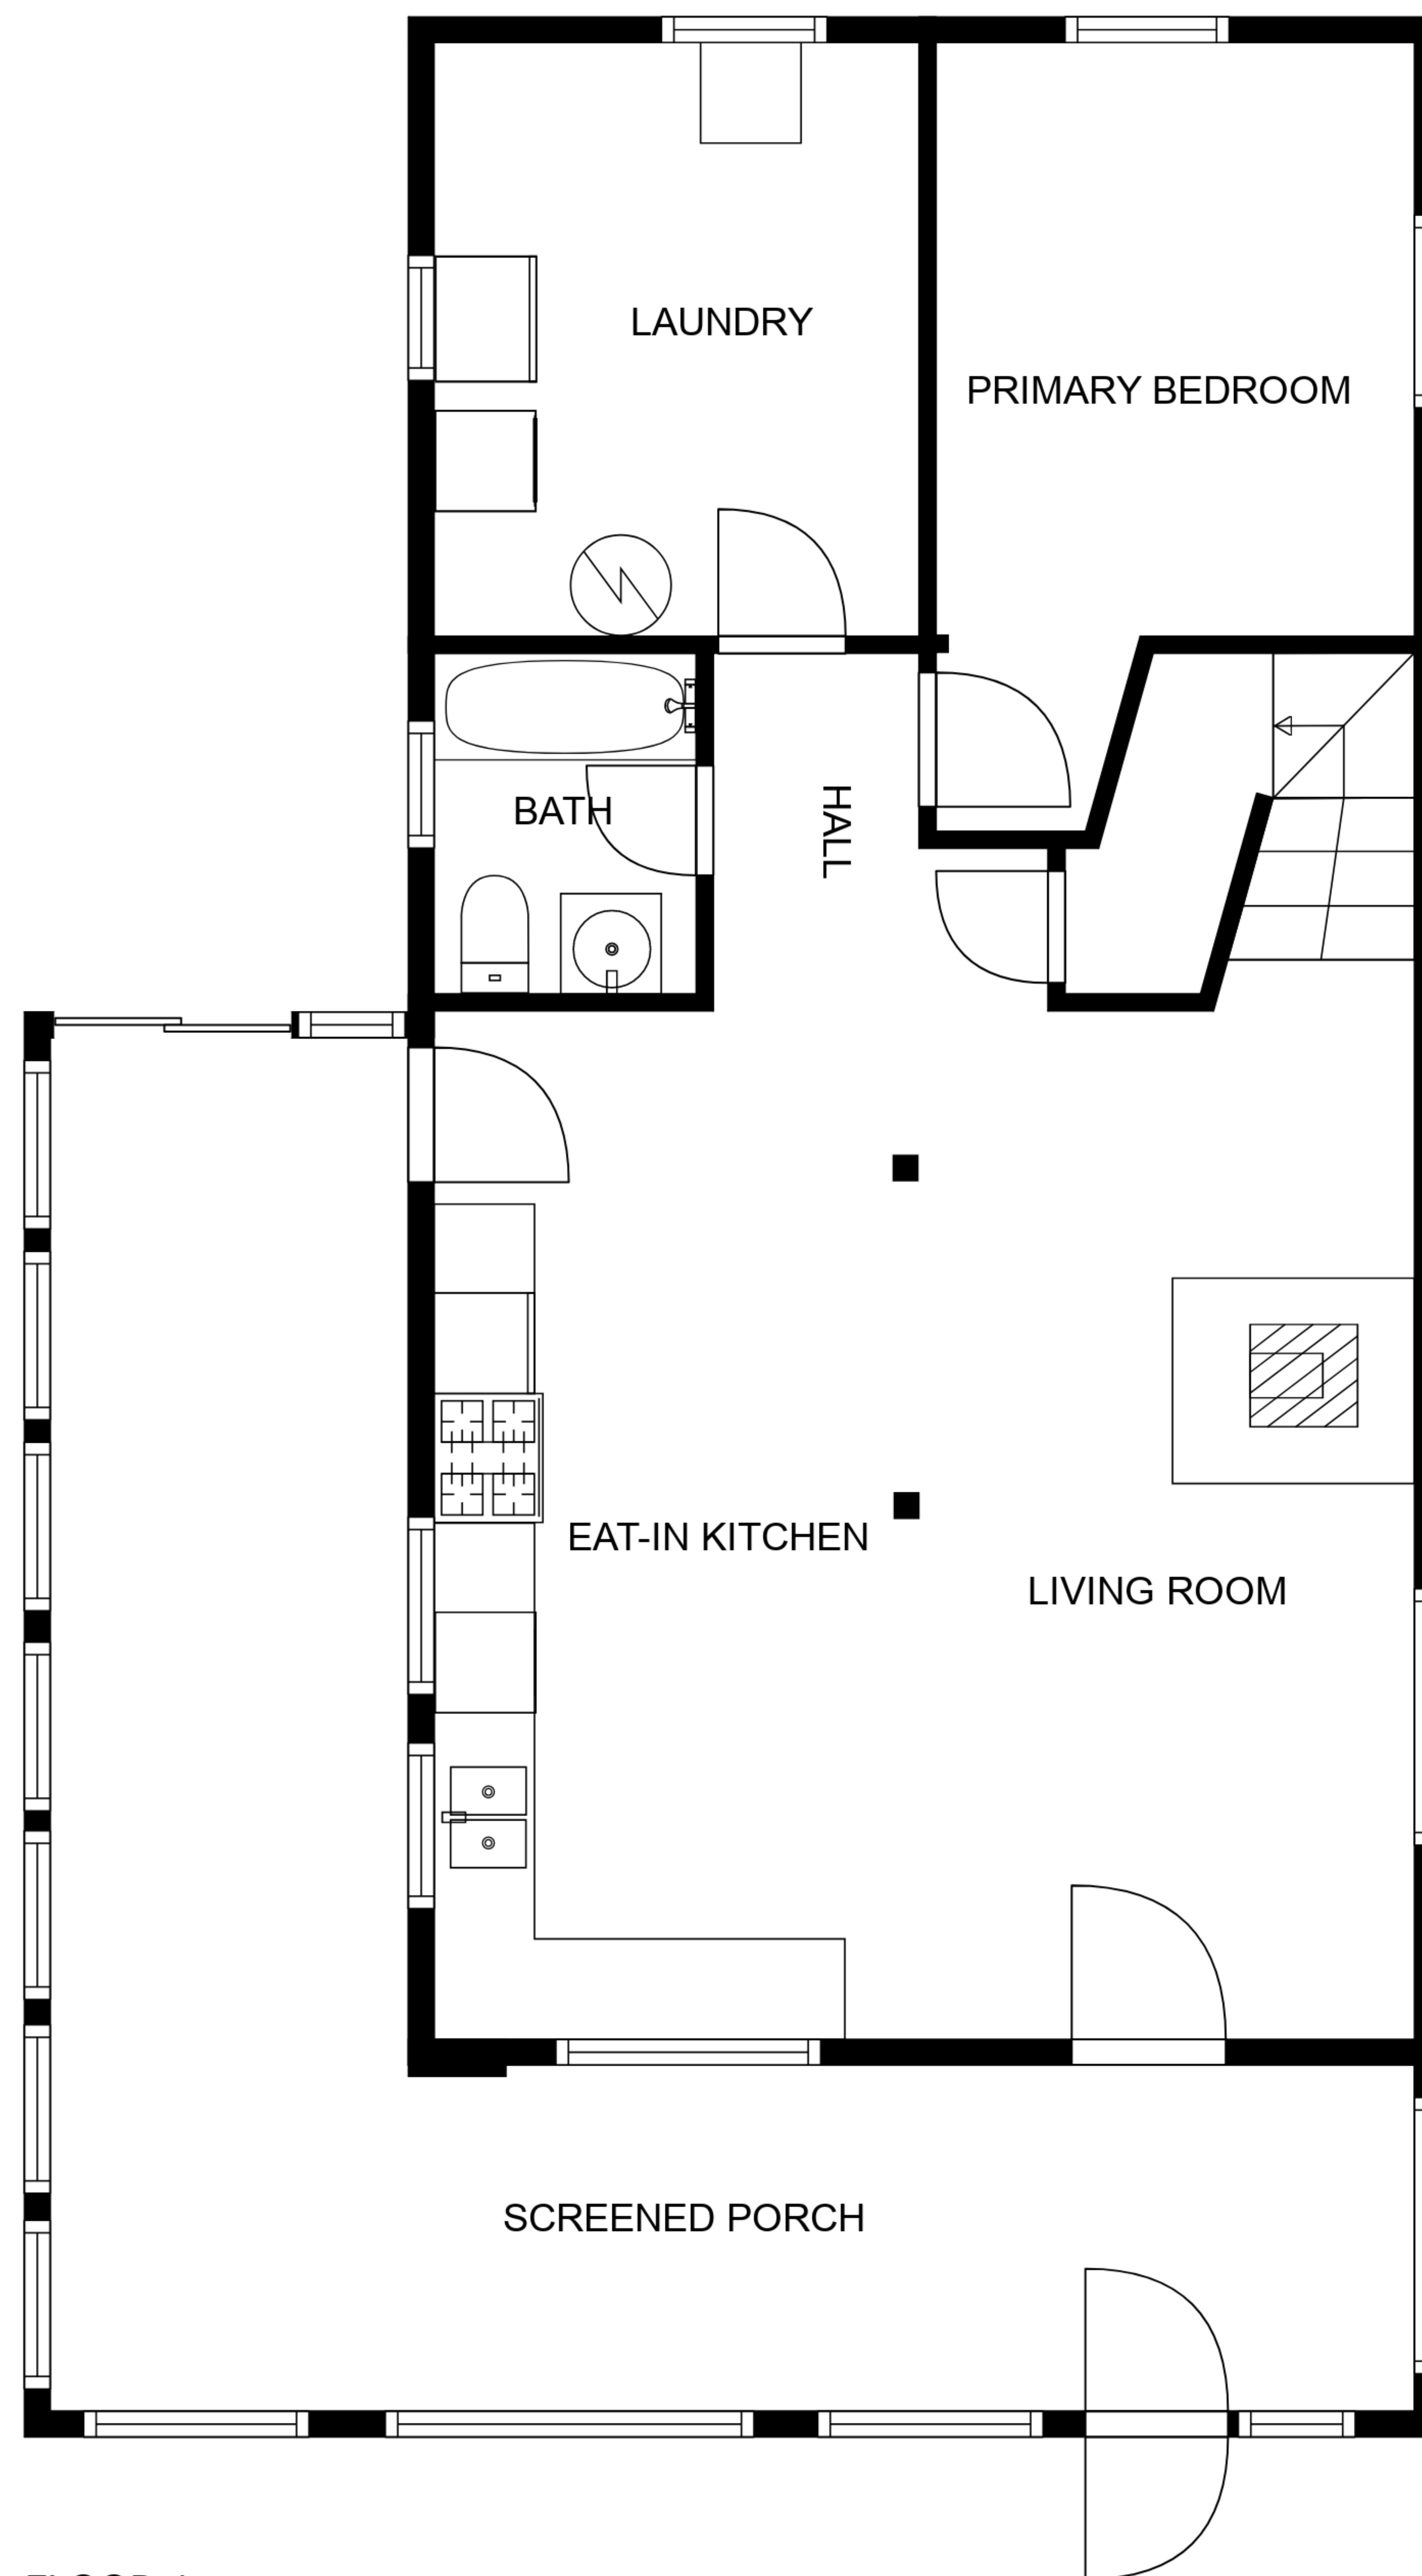 LAUNDRY
PRIMARY BEDROOM
BATH
HALL
EAT-IN KITCHEN
LIVING ROOM
SCREENED PORCH